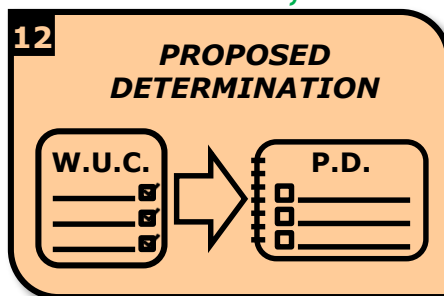 12
PROPOSED
DETERMINATION
W.U.C.
P.D.